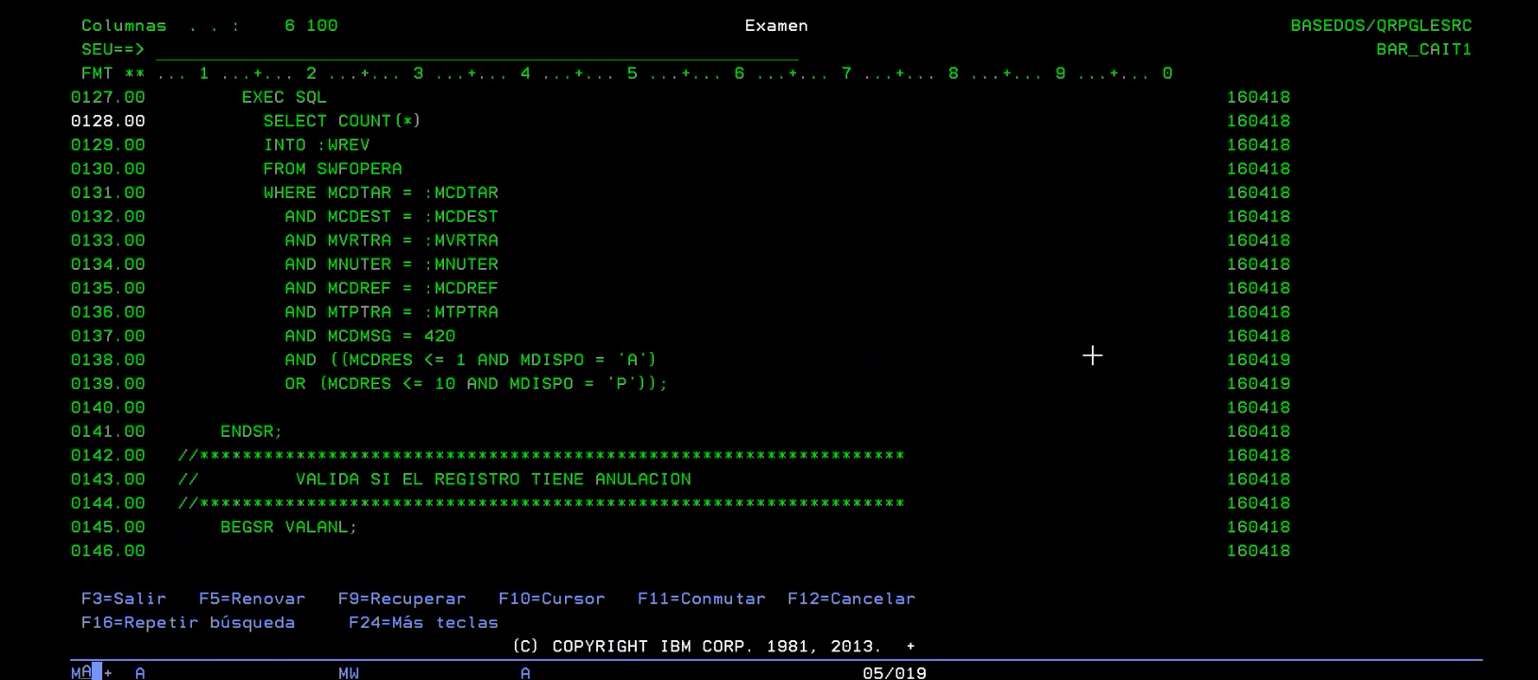 Columnas . . : 6 100 Examen BASEDOS/QRPGLESRC
SEU==> BAR_CAIT1
FMT ** ... 1 ...+... 2 ...+... 3 ...+... 4 ...+... 5 ...+... 6 ...+... 7 ...+... 8 ...+... 9 ...+... 0
0127.00 EXEC SQL 160418
0128.00 SELECT COUNT(*) 160418
0129.00 INTO :WREV 160418
0130.00 FROM SWFOPERA 160418
0131.00 WHERE MCDTAR = :MCDTAR 160418
0132.00 AND MCDEST = :MCDEST 160418
0133.00 AND MVRTRA = :MVRTRA 160418
0134.00 AND MNUTER = :MNUTER 160418
0135.00 AND MCDREF = :MCDREF 160418
0136.00 AND MTPTRA = :MTPTRA 160418
0137.00 AND MCDMSG = 420 160418
0138.00 AND ((MCDRES <= 1 AND MDISPO = 'A') 160419
0139.00 OR (MCDRES <= 10 AND MDISPO = 'P')); 160419
0140.00 160418
0141.00 ENDSR; 160418
0142.00 //****************************************************************** 160418
0143.00 // VALIDA SI EL REGISTRO TIENE ANULACION 160418
0144.00 //****************************************************************** 160418
0145.00 BEGSR VALANL; 160418
0146.00 160418
F3=Salir F5=Renovar F9=Recuperar F10=Cursor F11=Conmutar F12=Cancelar
F16=Repetir búsqueda F24=Más teclas
(C) COPYRIGHT IBM CORP. 1981, 2013. +
MA + A MW A 05/019